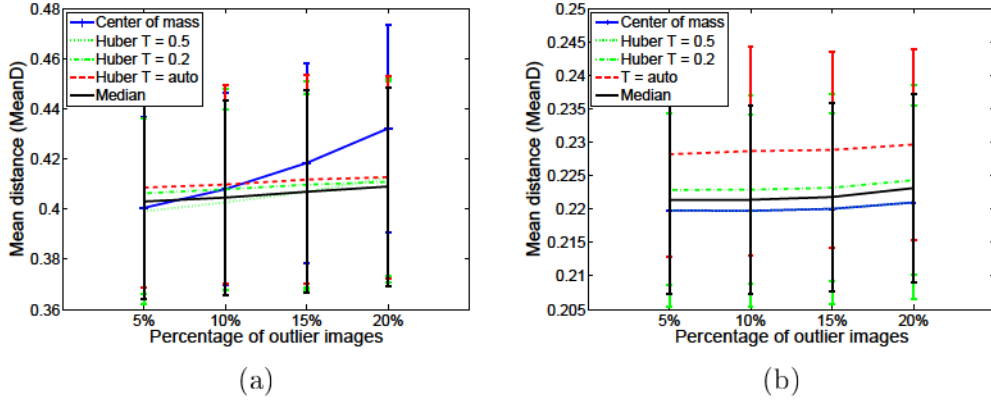 0.48
0.46
0.44
0.42
0.4
0.38
0.36
Mean distance (MeanD)
Center of mass
Huber T = 0.5
Huber T = 0.2
Huber T = auto
Median
5% 10% 15% 20%
Percentage of outlier images
(a)
0.25
0.245
0.24
0.235
0.23
0.225
0.22
0.215
0.21
0.205
Mean distance (MeanD)
Center of mass
Huber T = 0.5
Huber T = 0.2
T = auto
Median
5% 10% 15% 20%
Percentage of outlier images
(b)